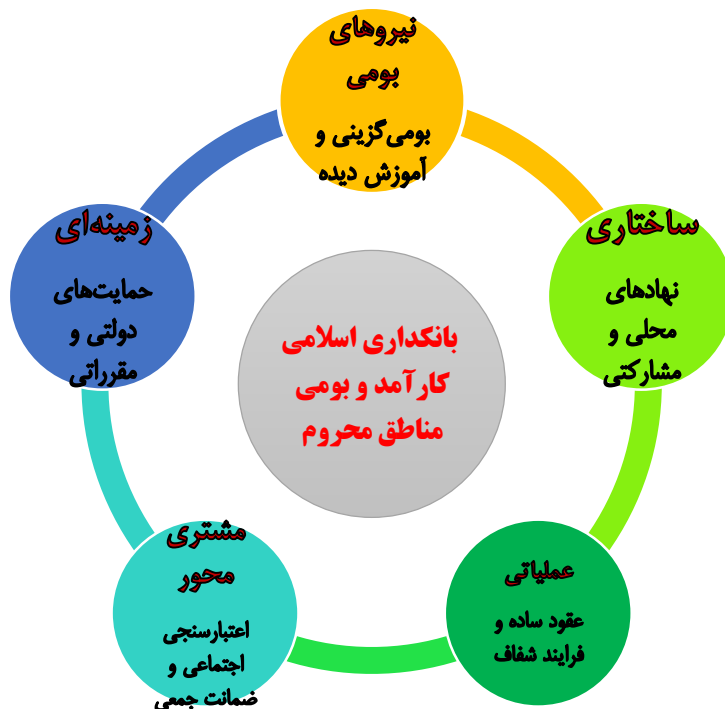 نیروهای
بومی
بومی‌گزینی و
آموزش دیده
ساختاری
نهادهای
محلی و
مشارکتی
عملیاتی
عقود ساده و
فرایند شفاف
مشتری
محور
اعتبارسنجی
اجتماعی و
ضمانت جمعی
زمینه‌ای
حمایت‌های
دولتی و
مقرراتی
بانکداری اسلامی
کارآمد و بومی
مناطق محروم